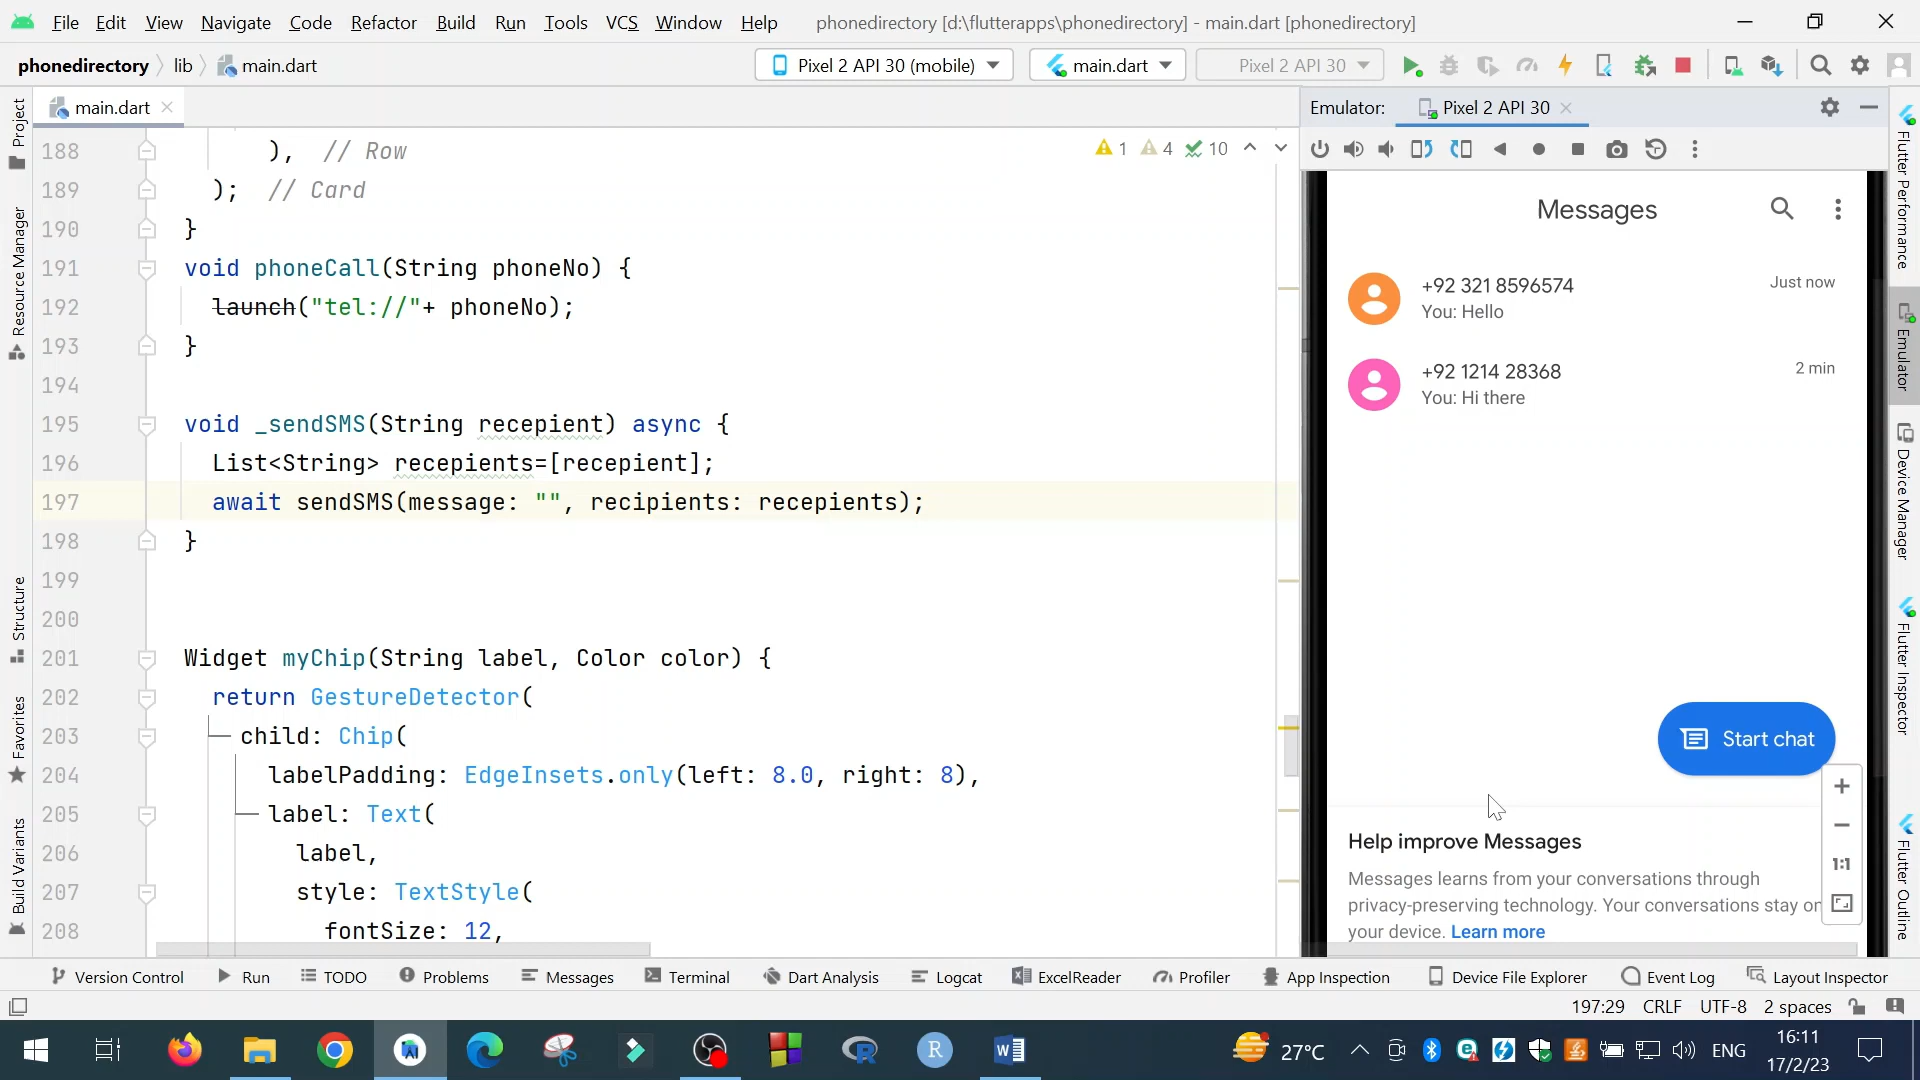 File Edit View Navigate Code Refactor Build Run Tools VCS Window Help phonedirectory [d:\flutterapps\phonedirectory] - main.dart [phonedirectory]
phonedirectory lib main.dart Pixel 2 API 30 (mobile) main.dart Pixel 2 API 30
main.dart
Emulator: Pixel 2 API 30
188 ), // Row
1 4 10
189 ); // Card
190 }
191 void phoneCall(String phoneNo) {
192 launch("tel://"+ phoneNo);
193 }
194
195 void _sendSMS(String recepient) async {
196 List<String> recepients=[recepient];
197 await sendSMS(message: "", recipients: recepients);
198 }
199
200
201 Widget myChip(String label, Color color) {
202 return GestureDetector(
203 child: Chip(
204 labelPadding: EdgeInsets.only(left: 8.0, right: 8),
205 label: Text(
206 label,
207 style: TextStyle(
208 fontSize: 12,
Messages
+92 321 8596574 Just now
You: Hello
+92 1214 28368 2 min
You: Hi there
Start chat
Help improve Messages
Messages learns from your conversations through
privacy-preserving technology. Your conversations stay on
your device. Learn more
1:1
Project
Resource Manager
Structure
Favorites
Build Variants
Flutter Performance
Emulator
Device Manager
Flutter Inspector
Flutter Outline
Version Control Run TODO Problems Messages Terminal Dart Analysis Logcat ExcelReader Profiler App Inspection Device File Explorer Event Log Layout Inspector
197:29 CRLF UTF-8 2 spaces
27°C ENG 16:11
17/2/23